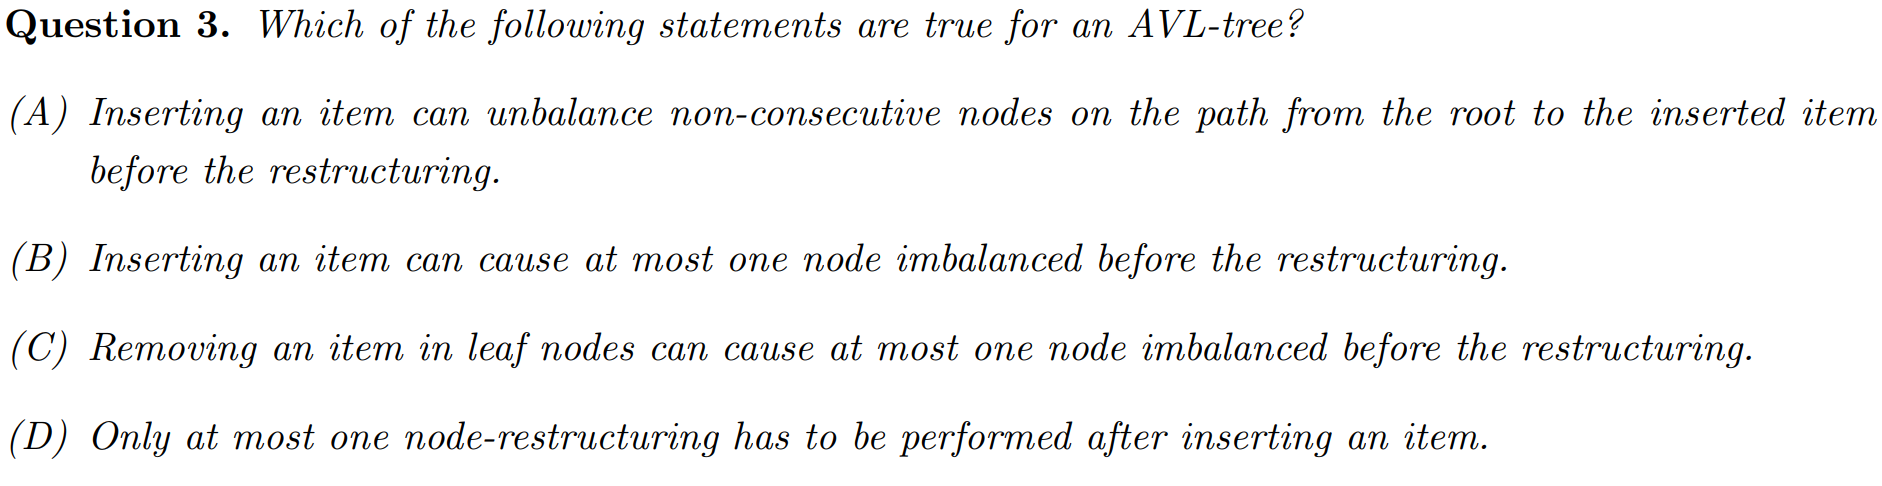 Question 3. Which of the following statements are true for an AVL-tree?
(A) Inserting an item can unbalance non-consecutive nodes on the path from the root to the inserted item
before the restructuring.
(B) Inserting an item can cause at most one node imbalanced before the restructuring.
(C) Removing an item in leaf nodes can cause at most one node imbalanced before the restructuring.
(D) Only at most one node-restructuring has to be performed after inserting an item.